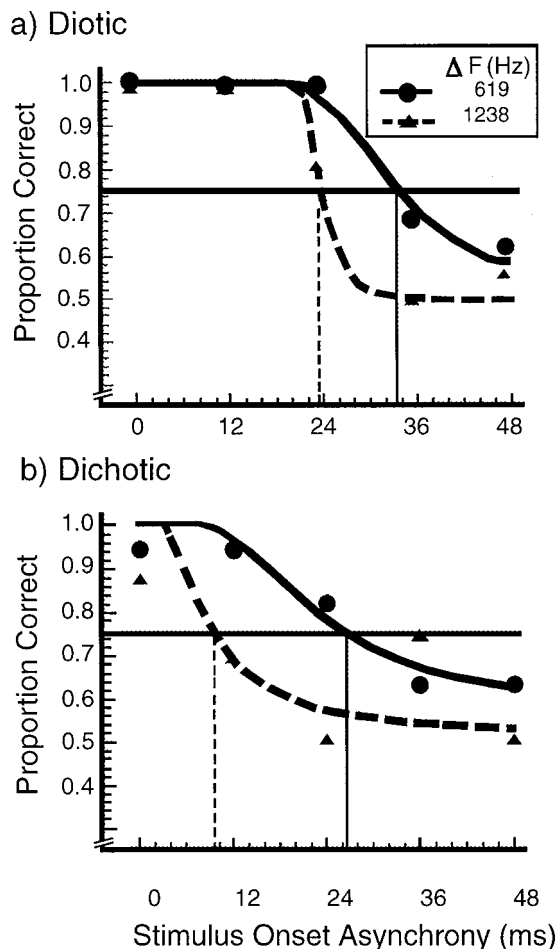 a) Diotic
Δ F (Hz)
619
1238
1.0
0.9
0.8
0.7
0.6
0.5
0.4
Proportion Correct
0 12 24 36 48
b) Dichotic
1.0
0.9
0.8
0.7
0.6
0.5
0.4
Proportion Correct
0 12 24 36 48
Stimulus Onset Asynchrony (ms)